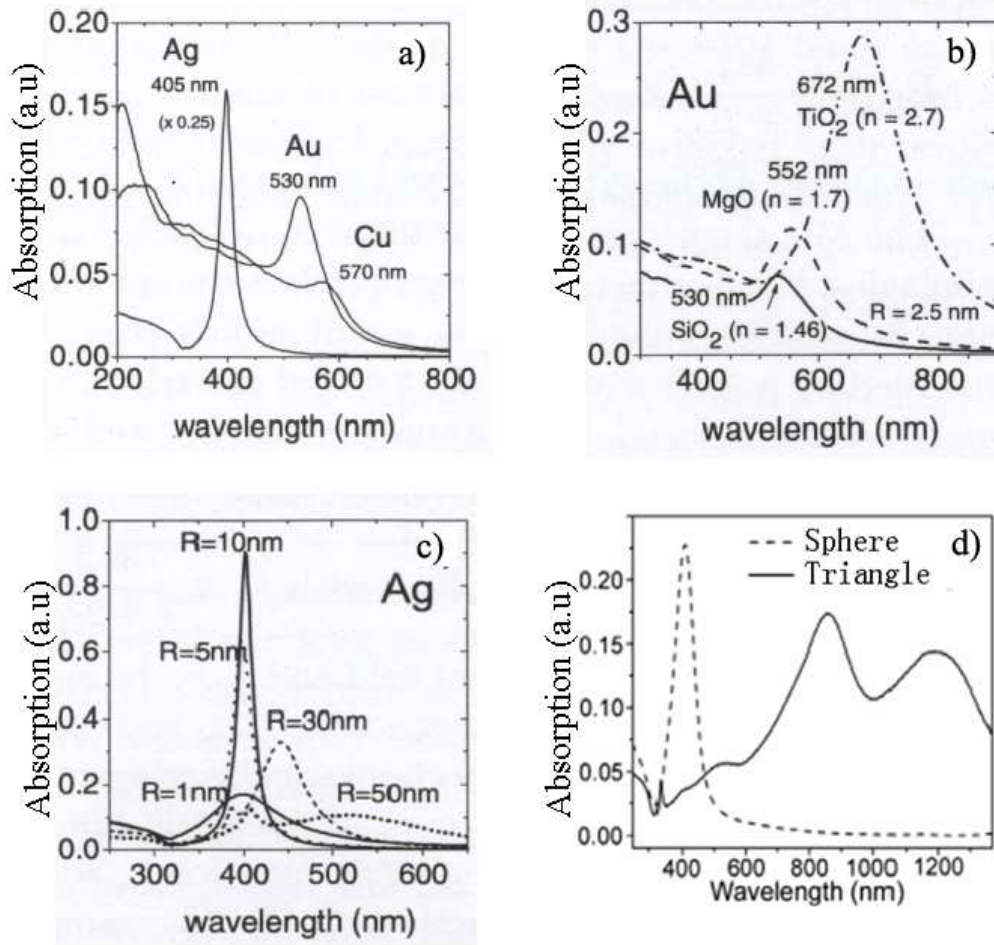 a)
Ag
405 nm
(x 0.25)
Au
530 nm
Cu
570 nm
Absorption (a.u)
0.20
0.15
0.10
0.05
0.00
200 400 600 800
wavelength (nm)
b)
Au
672 nm
TiO₂ (n = 2.7)
552 nm
MgO (n = 1.7)
530 nm
SiO₂ (n = 1.46)
R = 2.5 nm
Absorption (a.u)
0.3
0.2
0.1
0.0
400 600 800
wavelength (nm)
c)
Ag
R=10nm
R=5nm
R=30nm
R=1nm
R=50nm
Absorption (a.u)
1.0
0.8
0.6
0.4
0.2
0.0
300 400 500 600
wavelength (nm)
d)
Sphere
Triangle
Absorption (a.u)
0.20
0.15
0.10
0.05
0.00
400 600 800 1000 1200
Wavelength (nm)